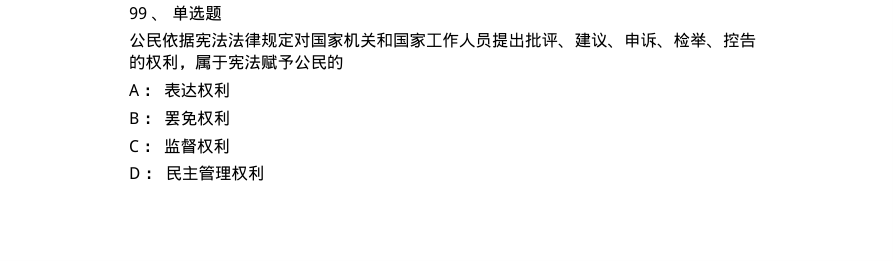 99 、 单选题
公民依据宪法法律规定对国家机关和国家工作人员提出批评、建议、申诉、检举、控告
的权利，属于宪法赋予公民的
A ： 表达权利
B ： 罢免权利
C ： 监督权利
D ： 民主管理权利